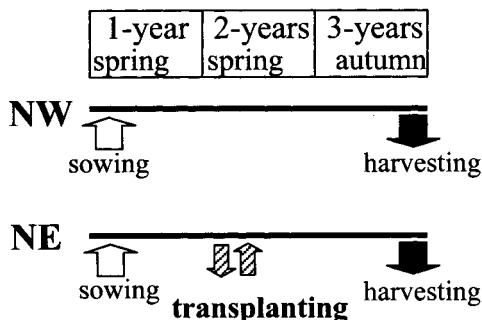 1-year 2-years 3-years
spring spring autumn
NW
sowing harvesting
NE
sowing harvesting
transplanting